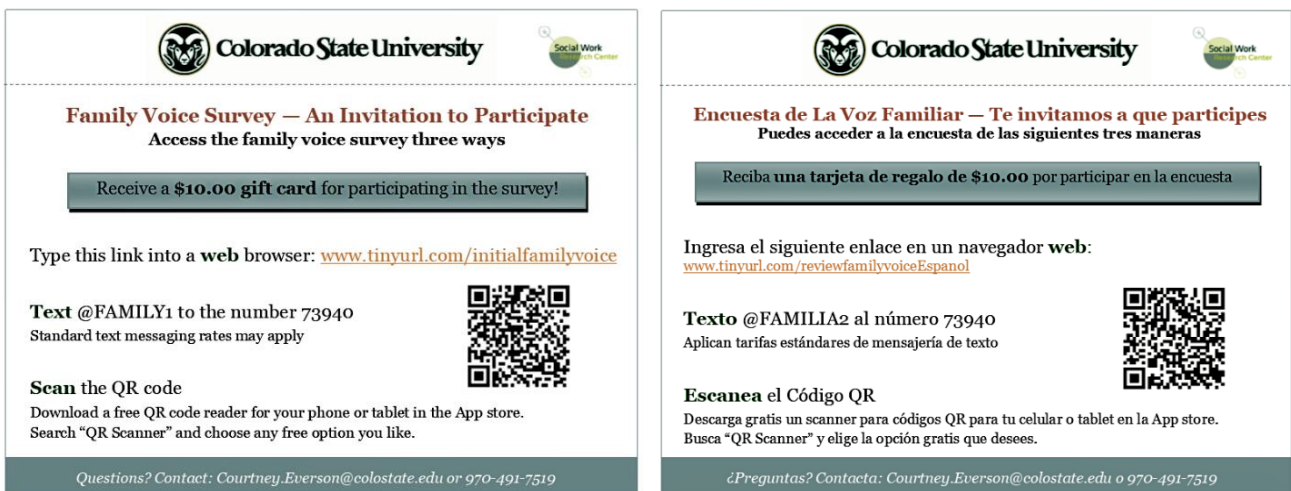 Colorado State University
Social Work
Research Center
Family Voice Survey — An Invitation to Participate
Access the family voice survey three ways
Receive a $10.00 gift card for participating in the survey!
Type this link into a web browser: www.tinyurl.com/initialfamilyvoice
Text @FAMILY1 to the number 73940
Standard text messaging rates may apply
Scan the QR code
Download a free QR code reader for your phone or tablet in the App store.
Search “QR Scanner” and choose any free option you like.
Questions? Contact: Courtney.Everson@colostate.edu or 970-491-7519
Colorado State University
Social Work
Research Center
Encuesta de La Voz Familiar — Te invitamos a que participes
Puedes acceder a la encuesta de las siguientes tres maneras
Reciba una tarjeta de regalo de $10.00 por participar en la encuesta
Ingresa el siguiente enlace en un navegador web:
www.tinyurl.com/reviewfamilyvoiceEspanol
Texto @FAMILIA2 al número 73940
Aplican tarifas estándares de mensajería de texto
Escanea el Código QR
Descarga gratis un scanner para códigos QR para tu celular o tablet en la App store.
Busca “QR Scanner” y elige la opción gratis que desees.
¿Preguntas? Contacta: Courtney.Everson@colostate.edu o 970-491-7519